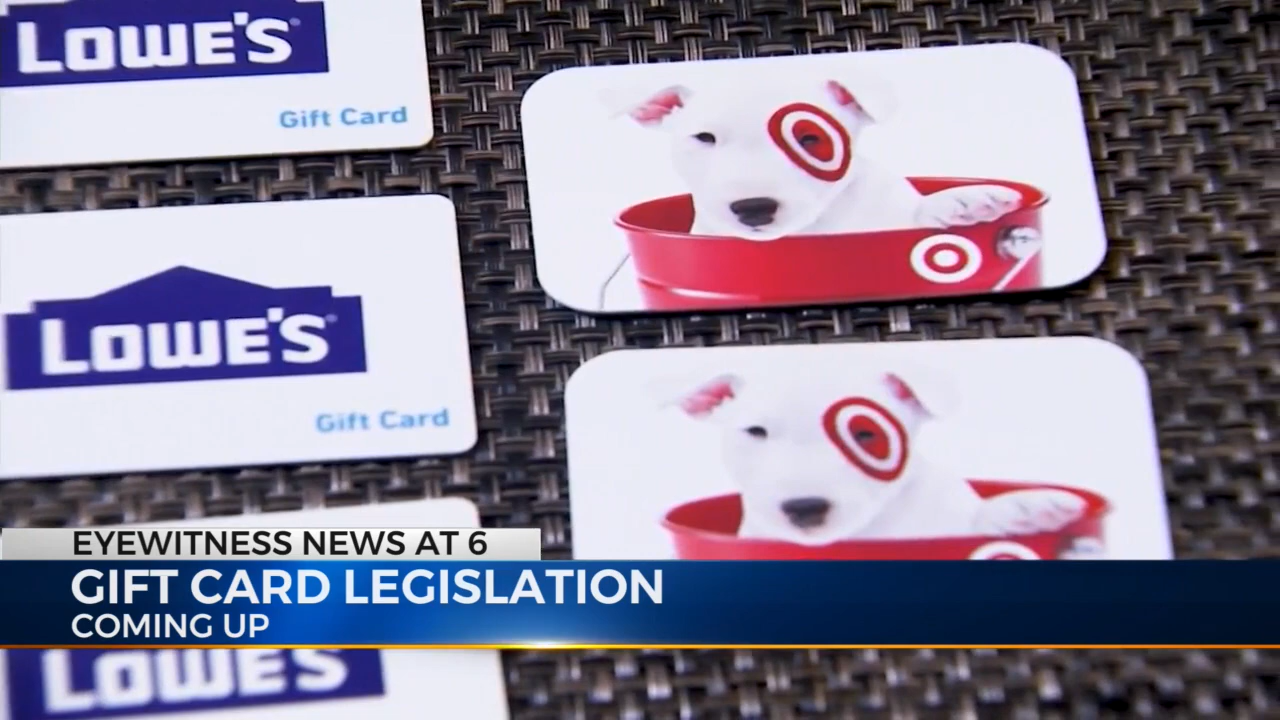 LOWE'S
Gift Card
LOWE'S
Gift Card
EYEWITNESS NEWS AT 6
GIFT CARD LEGISLATION
COMING UP
LOWE'S